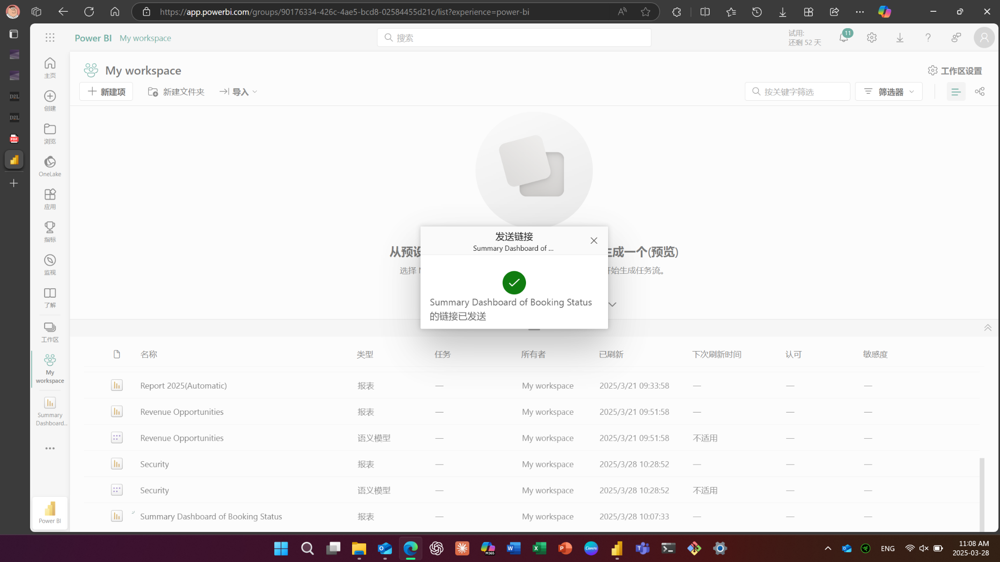 https://app.powerbi.com/groups/90176334-426c-4ae5-bcd8-02584455d21c/list?experience=power-bi
Power BI My workspace
搜索
试用:
还剩 52 天
11
My workspace
工作区设置
新建项
新建文件夹
导入
按关键字筛选
筛选器
主页
创建
浏览
OneLake
应用
指标
监视
了解
工作区
My
workspace
Summary
Dashboard...
Power BI
D2L
D2L
PDF
从预设
生成一个(预览)
选择
开始生成任务流。
发送链接
Summary Dashboard of ...
Summary Dashboard of Booking Status
的链接已发送
名称 类型 任务 所有者 已刷新 下次刷新时间 认可 敏感度
Report 2025(Automatic) 报表 — My workspace 2025/3/21 09:33:58 — — —
Revenue Opportunities 报表 — My workspace 2025/3/21 09:51:58 — — —
Revenue Opportunities 语义模型 — My workspace 2025/3/21 09:51:58 不适用 — —
Security 报表 — My workspace 2025/3/28 10:28:52 — — —
Security 语义模型 — My workspace 2025/3/28 10:28:52 不适用 — —
Summary Dashboard of Booking Status 报表 — My workspace 2025/3/28 10:07:33 — — —
M365
Canva
ENG
11:08 AM
2025-03-28